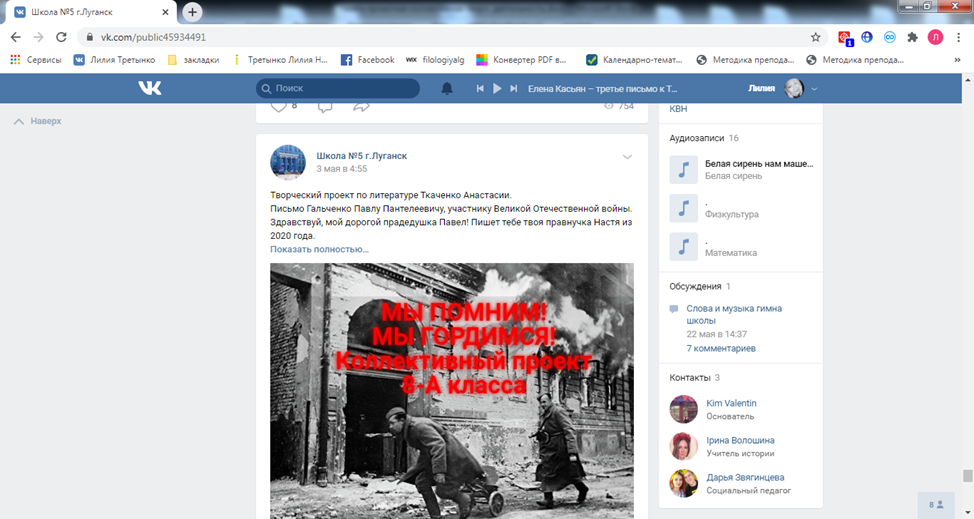 Школа №5 г.Луганск
vk.com/public45934491
1
Л
Сервисы
Лилия Третынко
закладки
Третынко Лилия Н...
Facebook
WIX filologiyalg
Конвертер PDF в...
Календарно-темат...
Методика препода...
Методика препода...
»
Поиск
Елена Касьян – третье письмо к Т...
Лилия
Наверх
8
754
Школа №5 г.Луганск
3 мая в 4:55
Творческий проект по литературе Ткаченко Анастасии.
Письмо Гальченко Павлу Пантелеевичу, участнику Великой Отечественной войны.
Здравствуй, мой дорогой прадедушка Павел! Пишет тебе твоя правнучка Настя из
2020 года.
Показать полностью...
МЫ ПОМНИМ!
МЫ ГОРДИМСЯ!
Коллективный проект
8-А класса
КВН
Аудиозаписи 16
Белая сирень нам маше...
Белая сирень
.
Физкультура
.
Математика
Обсуждения 1
Слова и музыка гимна
школы
22 мая в 14:37
7 комментариев
Контакты 3
Kim Valentin
Основатель
Ірина Волошина
Учитель истории
Дарья Звягинцева
Социальный педагог
8